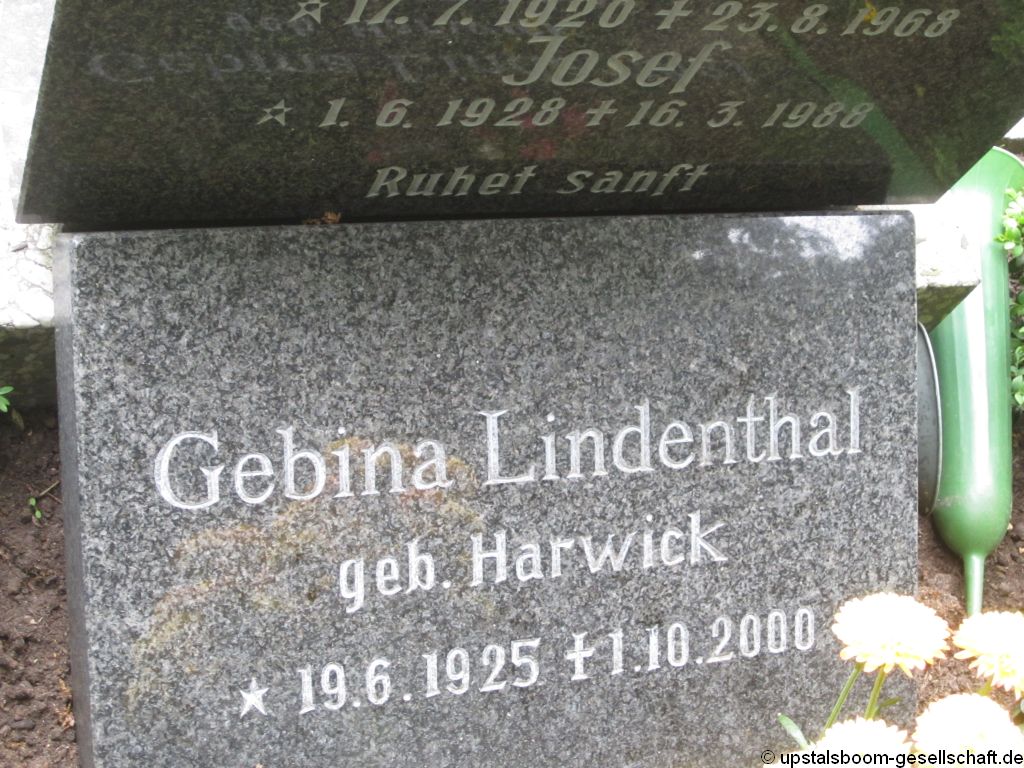 * 17. 7. 1920 + 23. 8. 1968
Josef
* 1. 6. 1928 + 16. 3. 1988
Ruhet sanft
Gebina Lindenthal
geb. Harwick
* 19.6.1925 + 1.10.2000
© upstalsboom-gesellschaft.de